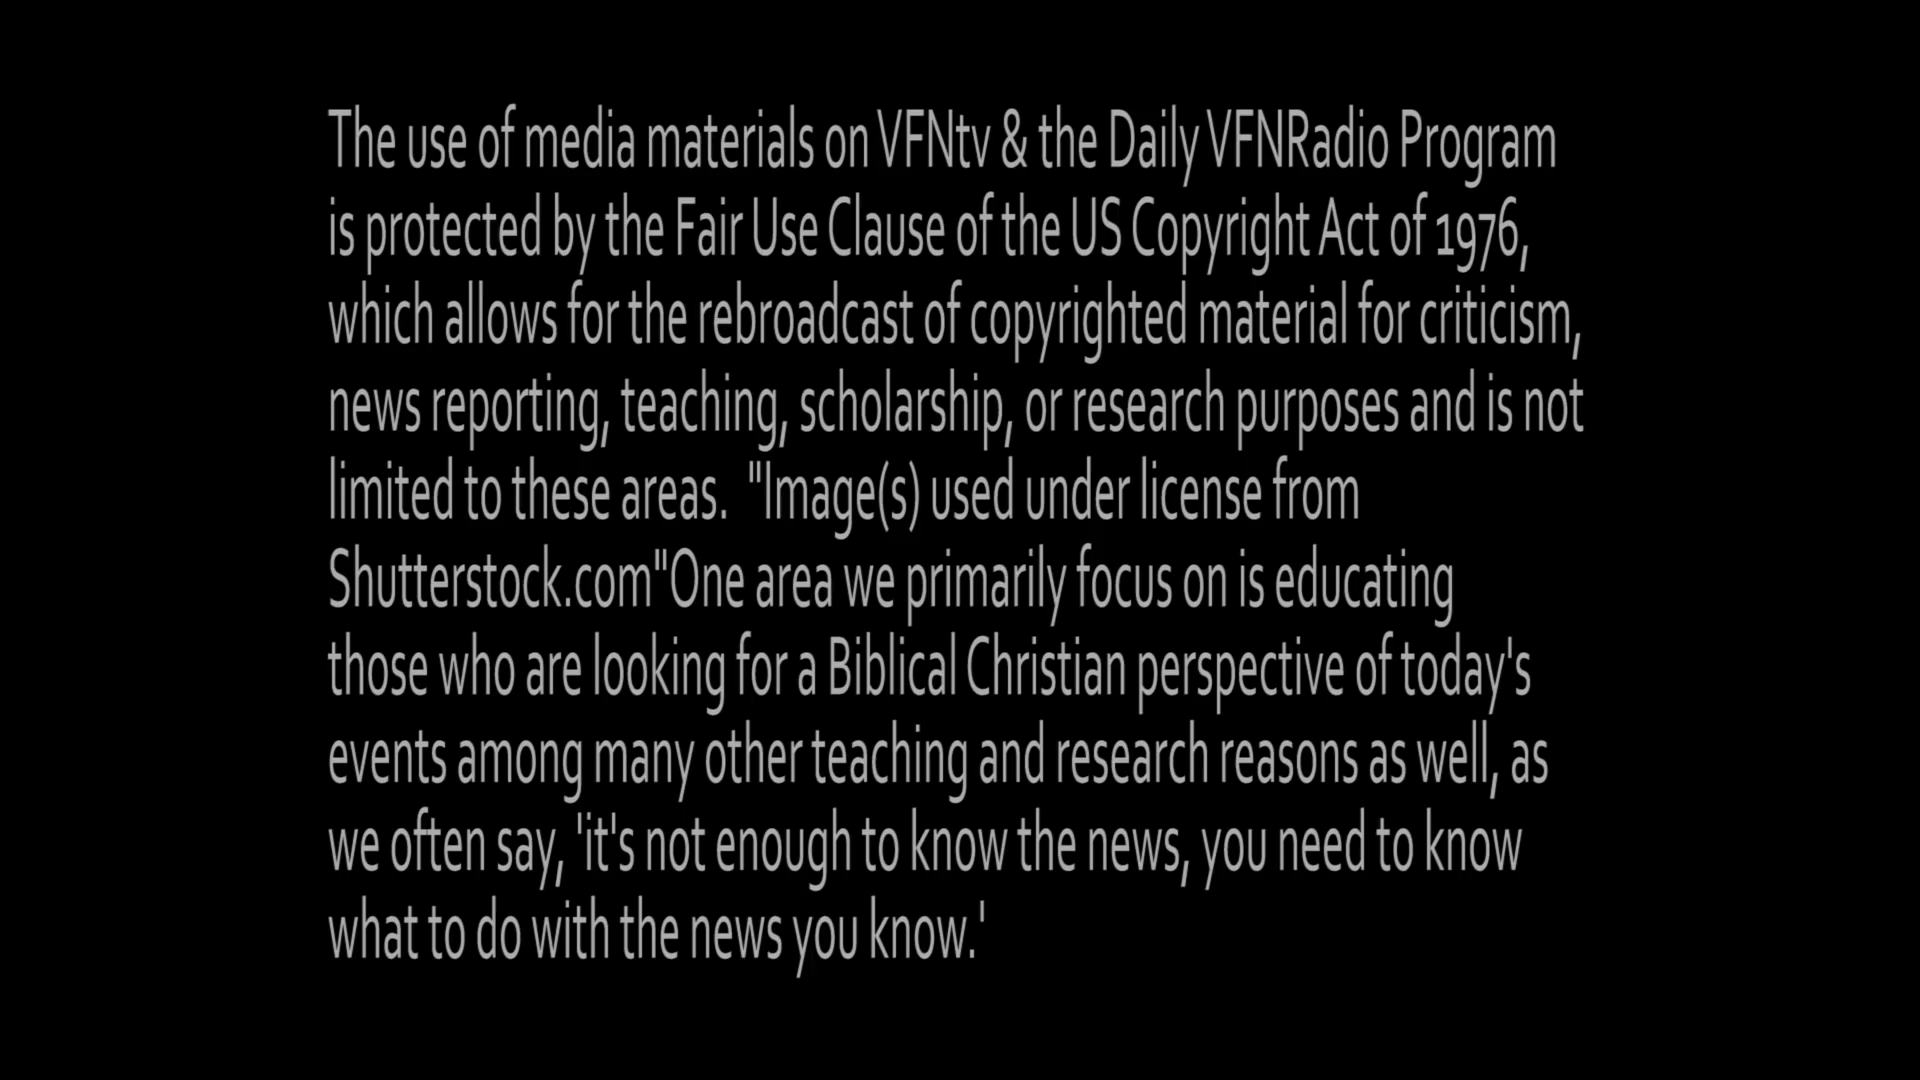 The use of media materials on VFNtv & the Daily VFNRadio Program
is protected by the Fair Use Clause of the US Copyright Act of 1976,
which allows for the rebroadcast of copyrighted material for criticism,
news reporting, teaching, scholarship, or research purposes and is not
limited to these areas.  "Image(s) used under license from
Shutterstock.com"One area we primarily focus on is educating
those who are looking for a Biblical Christian perspective of today's
events among many other teaching and research reasons as well, as
we often say, 'it's not enough to know the news, you need to know
what to do with the news you know.'